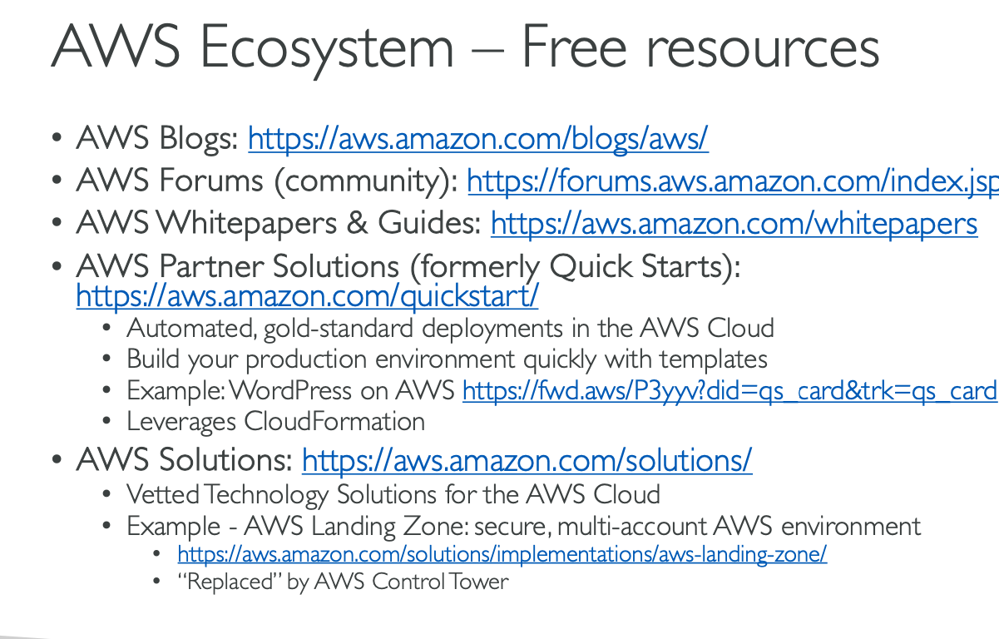 AWS Ecosystem – Free resources
• AWS Blogs: https://aws.amazon.com/blogs/aws/
• AWS Forums (community): https://forums.aws.amazon.com/index.jsp
• AWS Whitepapers & Guides: https://aws.amazon.com/whitepapers
• AWS Partner Solutions (formerly Quick Starts):
https://aws.amazon.com/quickstart/
• Automated, gold-standard deployments in the AWS Cloud
• Build your production environment quickly with templates
• Example: WordPress on AWS https://fwd.aws/P3yyv?did=qs_card&trk=qs_card
• Leverages CloudFormation
• AWS Solutions: https://aws.amazon.com/solutions/
• Vetted Technology Solutions for the AWS Cloud
• Example - AWS Landing Zone: secure, multi-account AWS environment
• https://aws.amazon.com/solutions/implementations/aws-landing-zone/
• “Replaced” by AWS Control Tower